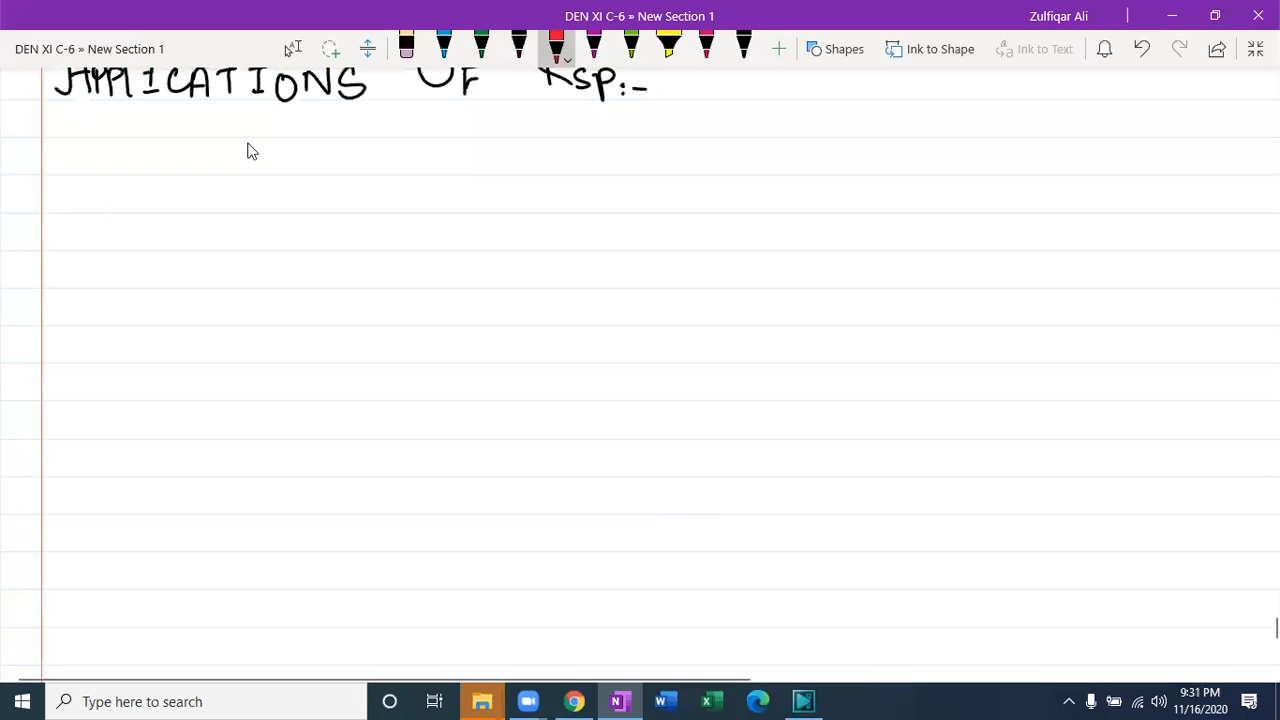 DEN XI C-6 » New Section 1
Zulfiqar Ali
DEN XI C-6 » New Section 1
Shapes
Ink to Shape
Ink to Text
APPLICATIONS OF Ksp:-
Type here to search
9:31 PM
11/16/2020